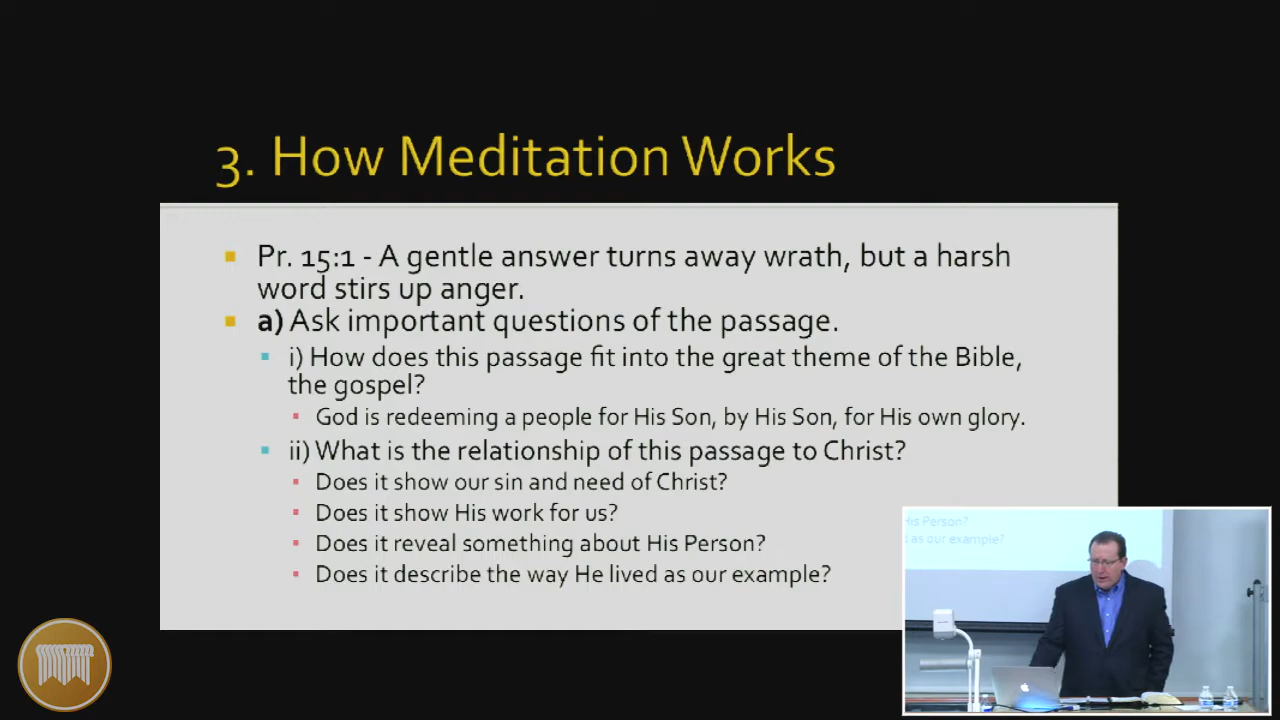 3. How Meditation Works
Pr. 15:1 - A gentle answer turns away wrath, but a harsh
word stirs up anger.
a) Ask important questions of the passage.
i) How does this passage fit into the great theme of the Bible,
the gospel?
God is redeeming a people for His Son, by His Son, for His own glory.
ii) What is the relationship of this passage to Christ?
Does it show our sin and need of Christ?
Does it show His work for us?
Does it reveal something about His Person?
Does it describe the way He lived as our example?
His Person?
as our example?